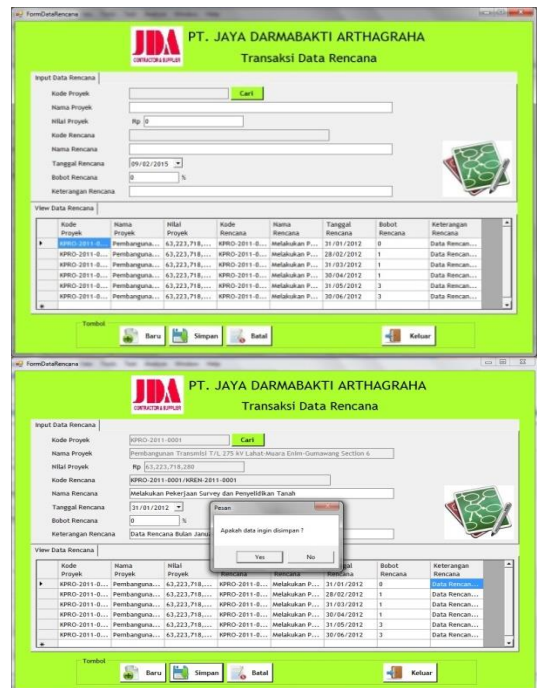 FormDataRencana
JDA
CONTRACTOR & SUPPLIER
PT. JAYA DARMABAKTI ARTHAGRAHA
Transaksi Data Rencana
Input Data Rencana
Kode Proyek Cari
Nama Proyek
Nilai Proyek Rp 0
Kode Rencana
Nama Rencana
Tanggal Rencana 09/02/2015
Bobot Rencana 0 %
Keterangan Rencana
View Data Rencana
Kode Proyek Nama Proyek Nilai Proyek Kode Rencana Nama Rencana Tanggal Rencana Bobot Rencana Keterangan Rencana
KPRO-2011-0... Pembanguna... 63,223,718,... KPRO-2011-0... Melakukan P... 31/01/2012 0 Data Rencan...
KPRO-2011-0... Pembanguna... 63,223,718,... KPRO-2011-0... Melakukan P... 28/02/2012 1 Data Rencan...
KPRO-2011-0... Pembanguna... 63,223,718,... KPRO-2011-0... Melakukan P... 31/03/2012 1 Data Rencan...
KPRO-2011-0... Pembanguna... 63,223,718,... KPRO-2011-0... Melakukan P... 30/04/2012 1 Data Rencan...
KPRO-2011-0... Pembanguna... 63,223,718,... KPRO-2011-0... Melakukan P... 31/05/2012 3 Data Rencan...
KPRO-2011-0... Pembanguna... 63,223,718,... KPRO-2011-0... Melakukan P... 30/06/2012 3 Data Rencan...
Tombol
Baru Simpan Batal Keluar
FormDataRencana
JDA
CONTRACTOR & SUPPLIER
PT. JAYA DARMABAKTI ARTHAGRAHA
Transaksi Data Rencana
Input Data Rencana
Kode Proyek KPRO-2011-0001 Cari
Nama Proyek Pembangunan Transmisi T/L 275 kV Lahat-Muara Enim-Gumawang Section 6
Nilai Proyek Rp 63,223,718,280
Kode Rencana KPRO-2011-0001/KREN-2011-0001
Nama Rencana Melakukan Pekerjaan Survey dan Penyelidikan Tanah
Tanggal Rencana 31/01/2012
Bobot Rencana 0 %
Keterangan Rencana Data Rencana Bulan Janu
Pesan
Apakah data ingin disimpan ?
Yes No
View Data Rencana
Kode Proyek Nama Proyek Nilai Proyek Rencana Rencana Rencana Bobot Rencana Keterangan Rencana
KPRO-2011-0... Pembanguna... 63,223,718,... KPRO-2011-0... Melakukan P... 31/01/2012 0 Data Rencan...
KPRO-2011-0... Pembanguna... 63,223,718,... KPRO-2011-0... Melakukan P... 28/02/2012 1 Data Rencan...
KPRO-2011-0... Pembanguna... 63,223,718,... KPRO-2011-0... Melakukan P... 31/03/2012 1 Data Rencan...
KPRO-2011-0... Pembanguna... 63,223,718,... KPRO-2011-0... Melakukan P... 30/04/2012 1 Data Rencan...
KPRO-2011-0... Pembanguna... 63,223,718,... KPRO-2011-0... Melakukan P... 31/05/2012 3 Data Rencan...
KPRO-2011-0... Pembanguna... 63,223,718,... KPRO-2011-0... Melakukan P... 30/06/2012 3 Data Rencan...
Tombol
Baru Simpan Batal Keluar